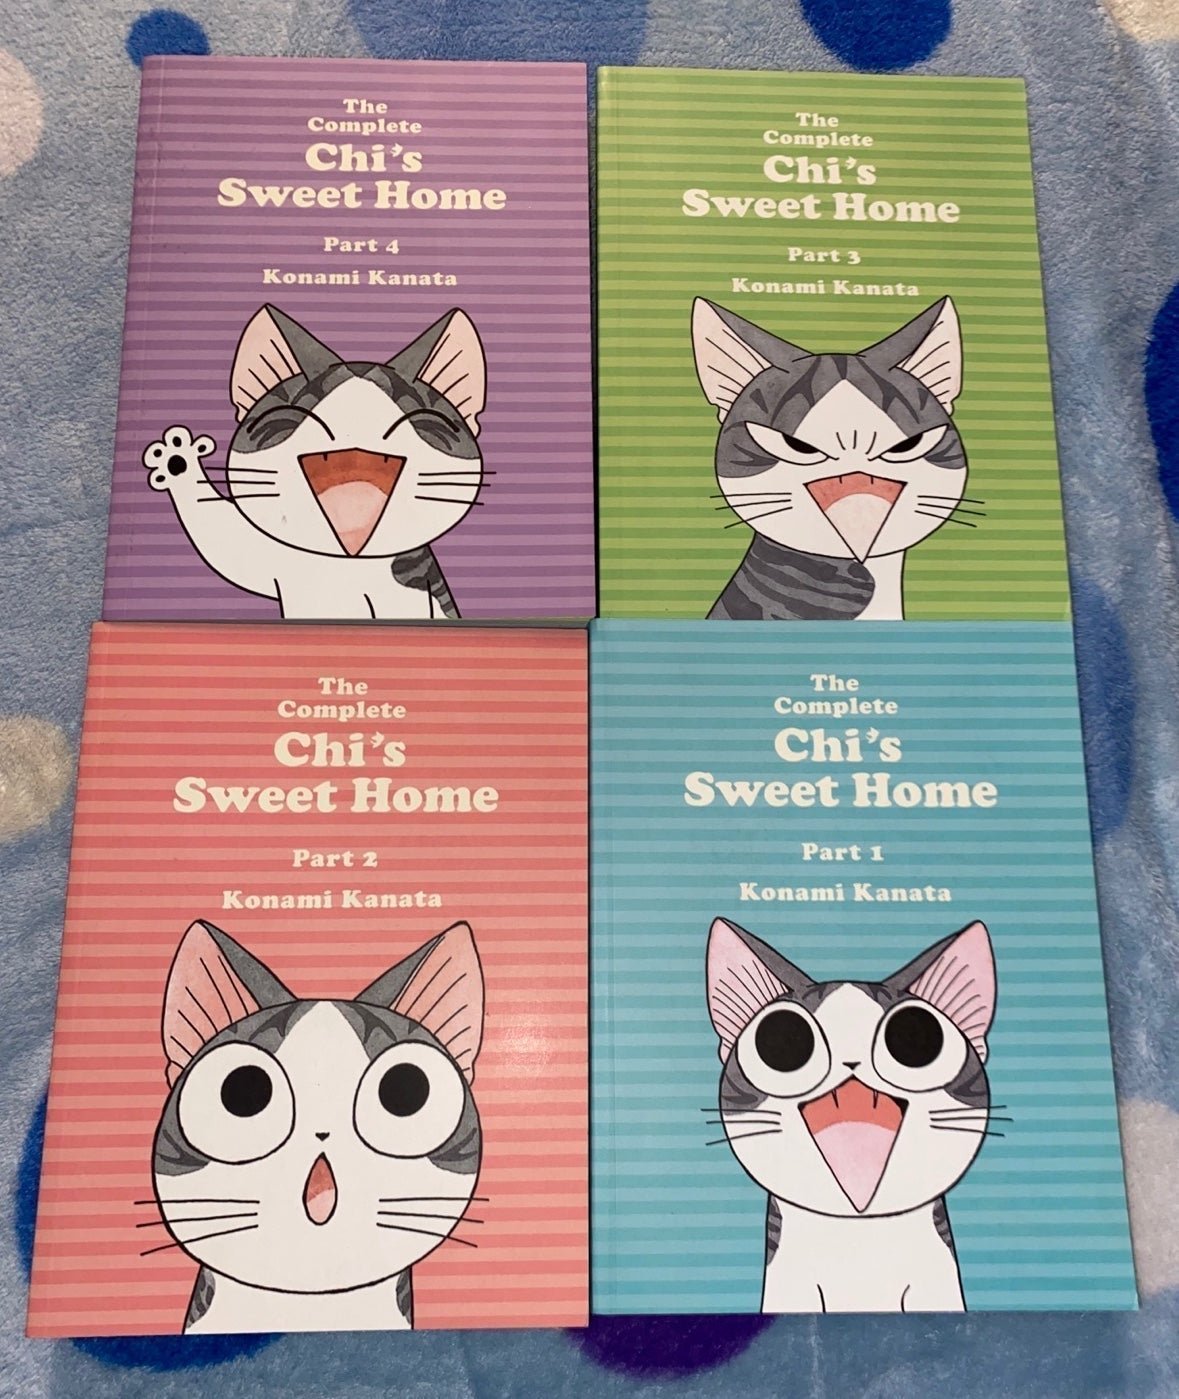 The
Complete
Chi's
Sweet Home
Part 4
Konami Kanata
The
Complete
Chi's
Sweet Home
Part 3
Konami Kanata
The
Complete
Chi's
Sweet Home
Part 2
Konami Kanata
The
Complete
Chi's
Sweet Home
Part 1
Konami Kanata